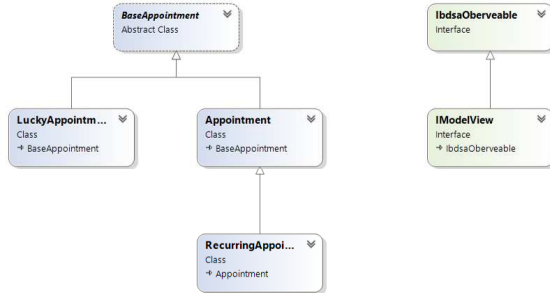 BaseAppointment
Abstract Class
IbdsaOberveable
Interface
LuckyAppointm...
Class
BaseAppointment
Appointment
Class
BaseAppointment
IModelView
Interface
IbdsaOberveable
RecurringAppoi...
Class
Appointment